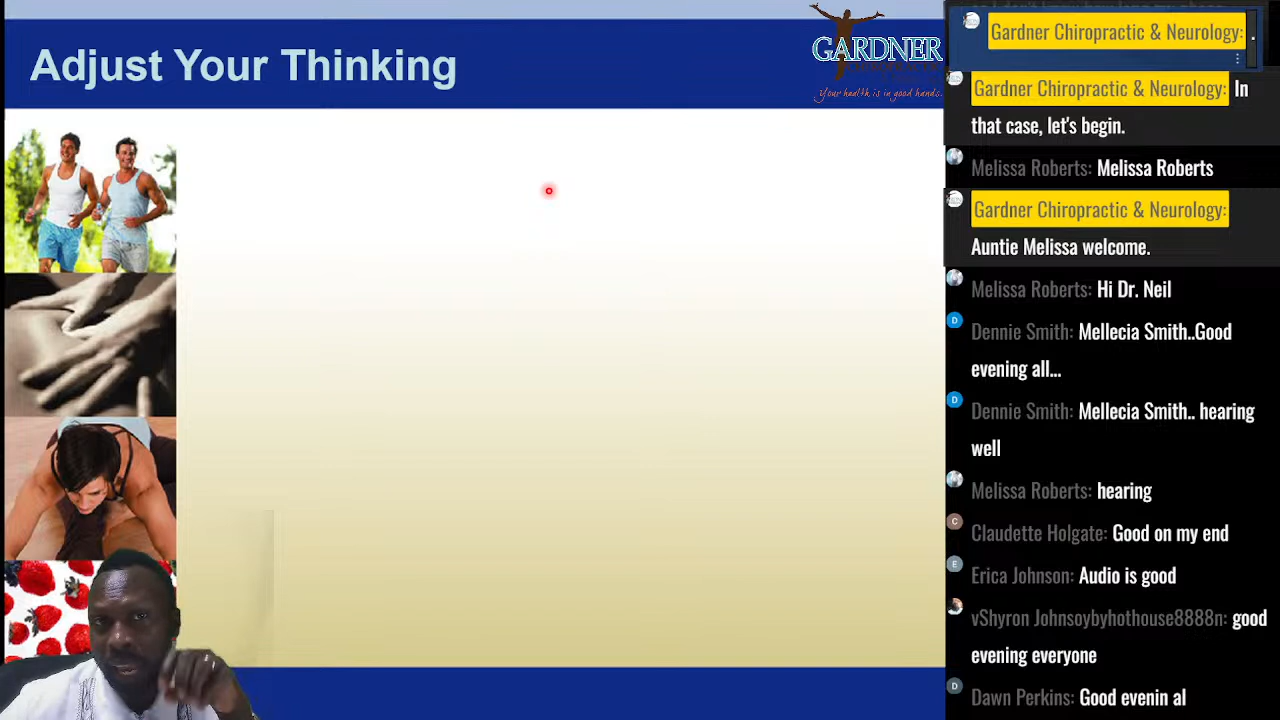 Adjust Your Thinking
GARDNER
Your health is in good hands.
Gardner Chiropractic & Neurology: .
Gardner Chiropractic & Neurology: In
that case, let's begin.
Melissa Roberts: Melissa Roberts
Gardner Chiropractic & Neurology:
Auntie Melissa welcome.
Melissa Roberts: Hi Dr. Neil
D
Dennie Smith: Mellecia Smith..Good
evening all...
D
Dennie Smith: Mellecia Smith.. hearing
well
Melissa Roberts: hearing
C
Claudette Holgate: Good on my end
E
Erica Johnson: Audio is good
vShyron Johnsoybyhothouse8888n: good
evening everyone
D
Dawn Perkins: Good evenin al